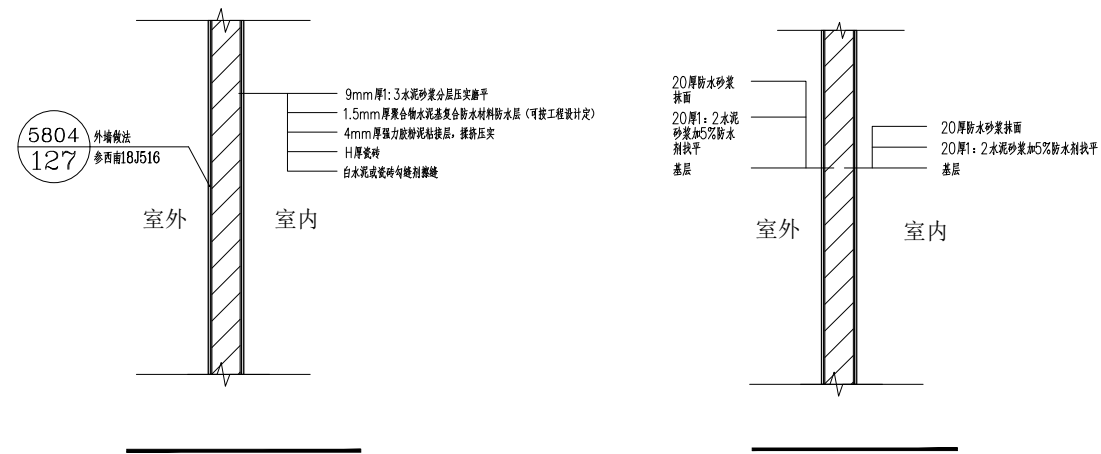 9mm厚1:3水泥砂浆分层压实磨平
1.5mm厚聚合物水泥基复合防水材料防水层（可按工程设计定）
4mm厚强力胶粉泥粘接层，揉挤压实
H厚瓷砖
白水泥或瓷砖勾缝剂擦缝
5804
127
外墙做法
参西南18J516
室外
室内
20厚防水砂浆
抹面
20厚1：2水泥
砂浆加5%防水
剂找平
基层
20厚防水砂浆抹面
20厚1：2水泥砂浆加5%防水剂找平
基层
室外
室内